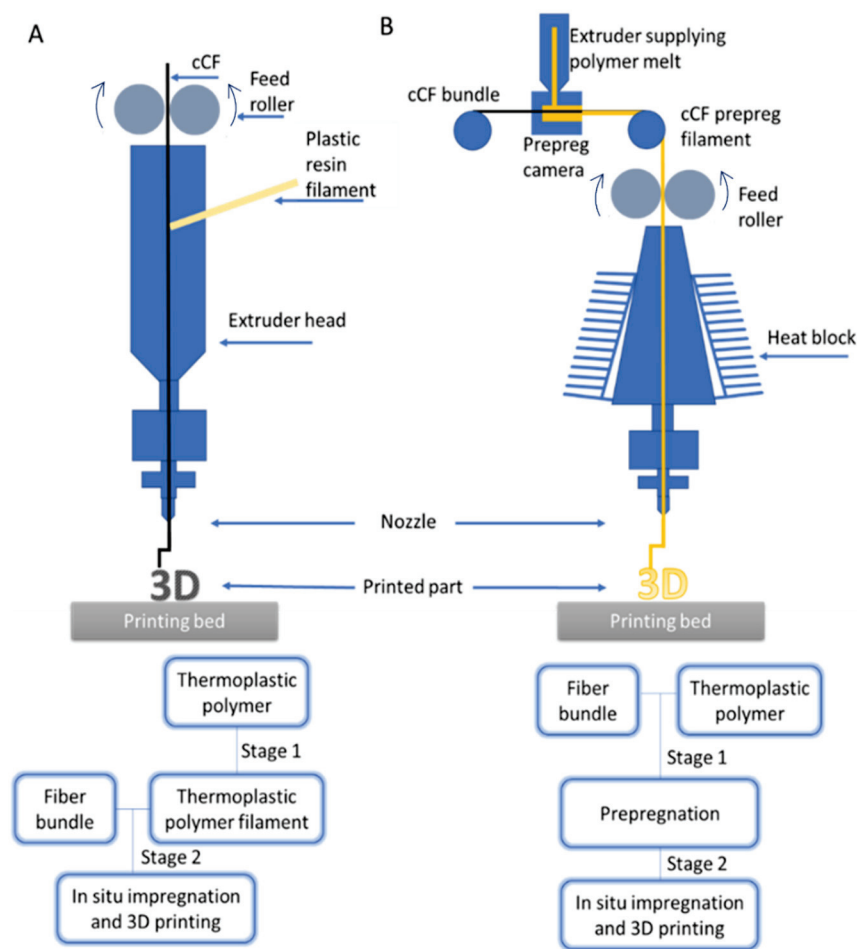 A
cCF
Feed
roller
Plastic
resin
filament
Extruder head
B
Extruder supplying
polymer melt
cCF bundle
Prepreg
camera
cCF prepreg
filament
Feed
roller
Heat block
Nozzle
Printed part
3D
3D
Printing bed
Printing bed
Thermoplastic
polymer
Stage 1
Fiber
bundle
Thermoplastic
polymer filament
Stage 2
In situ impregnation
and 3D printing
Fiber
bundle
Thermoplastic
polymer
Stage 1
Prepregnation
Stage 2
In situ impregnation
and 3D printing